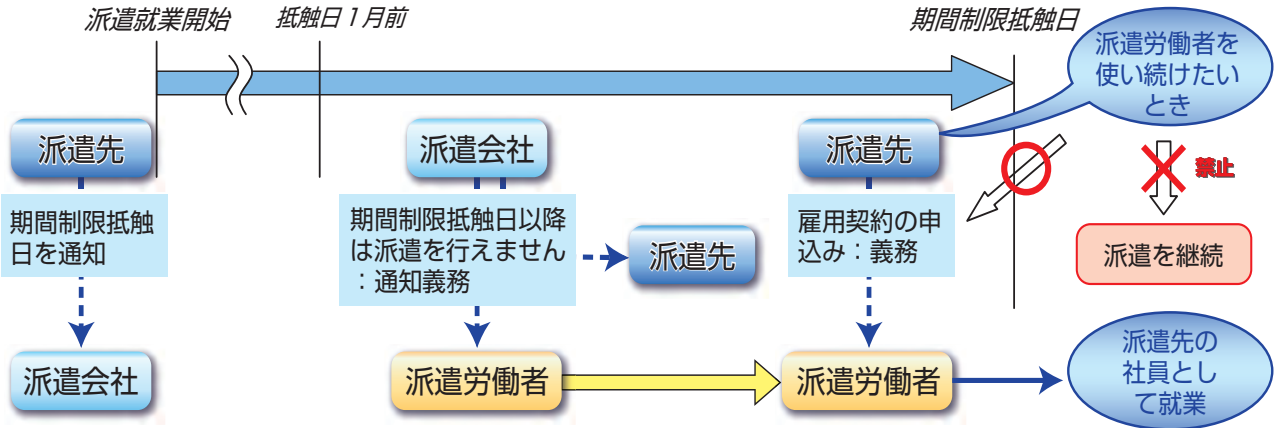 派遣就業開始
抵触日1月前
期間制限抵触日
派遣労働者を
使い続けたい
とき
派遣先
派遣会社
派遣先
禁止
期間制限抵触
日を通知
期間制限抵触日以降
は派遣を行えません
：通知義務
派遣先
雇用契約の申
込み：義務
派遣を継続
派遣会社
派遣労働者
派遣労働者
派遣先の
社員とし
て就業